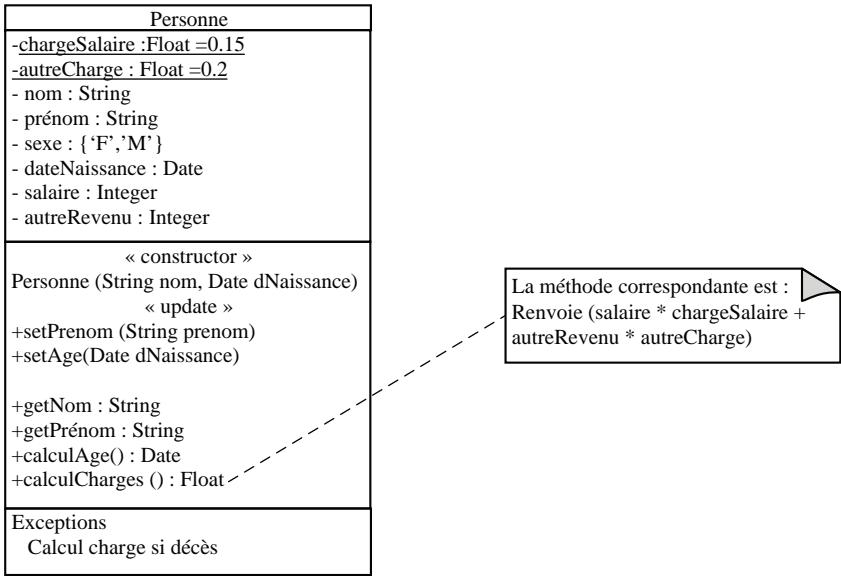 Personne
-chargeSalaire :Float =0.15
-autreCharge : Float =0.2
- nom : String
- prénom : String
- sexe : {‘F’,’M’}
- dateNaissance : Date
- salaire : Integer
- autreRevenu : Integer
« constructor »
Personne (String nom, Date dNaissance)
« update »
+setPrenom (String prenom)
+setAge(Date dNaissance)
+getNom : String
+getPrénom : String
+calculAge() : Date
+calculCharges () : Float
Exceptions
Calcul charge si décès
La méthode correspondante est :
Renvoie (salaire * chargeSalaire +
autreRevenu * autreCharge)